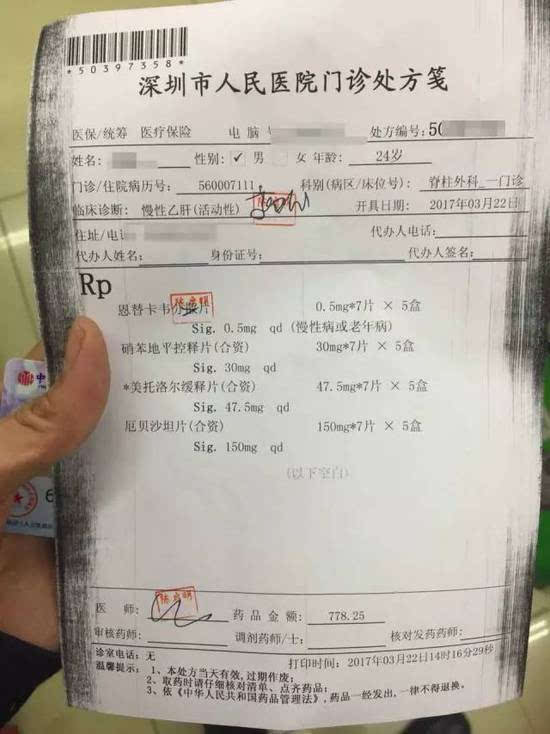 *50397358*
深圳市人民医院门诊处方笺
医保/统筹 医疗保险 电 脑 处方编号: 50
姓名: 性别: ✓ 男 女 年龄: 24岁
门诊/住院病历号: 560007111 科别(病区/床位号): 脊柱外科_一门诊
临床诊断: 慢性乙肝(活动性) 开具日期: 2017年03月22日
住址/电话 代办人电话:
代办人姓名: 身份证号: 代办人签名:
Rp
恩替卡韦 片 0.5mg*7片 × 5盒
Sig. 0.5mg qd (慢性病或老年病)
硝苯地平控释片(合资) 30mg*7片 × 5盒
Sig. 30mg qd
*美托洛尔缓释片(合资) 47.5mg*7片 × 5盒
Sig. 47.5mg qd
厄贝沙坦片(合资) 150mg*7片 × 5盒
Sig. 150mg qd
(以下空白)
医 师: 药 品 金 额: 778.25
审核药师: 调剂药师/士: 核对发药药师:
诊室电话: 无 打印时间: 2017年03月22日14时16分29秒
温馨提示: 1、本处方当天有效,过期作废;
2、取药时请仔细核对清单、点齐药品;
3、依《中华人民共和国药品管理法》,药品一经发出,一律不得退换。